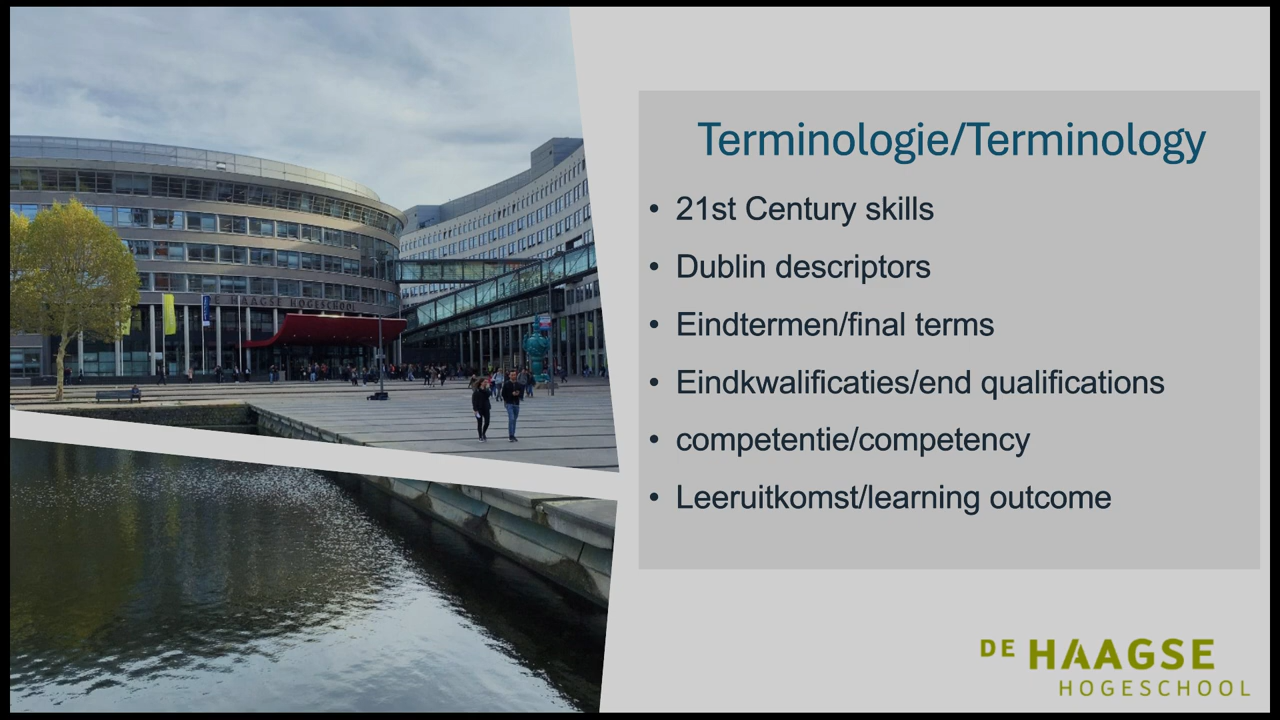 Terminologie/Terminology
• 21st Century skills
• Dublin descriptors
• Eindtermen/final terms
• Eindkwalificaties/end qualifications
• competentie/competency
• Leeruitkomst/learning outcome
DE HAAGSE HOGESCHOOL
DE HAAGSE
HOGESCHOOL